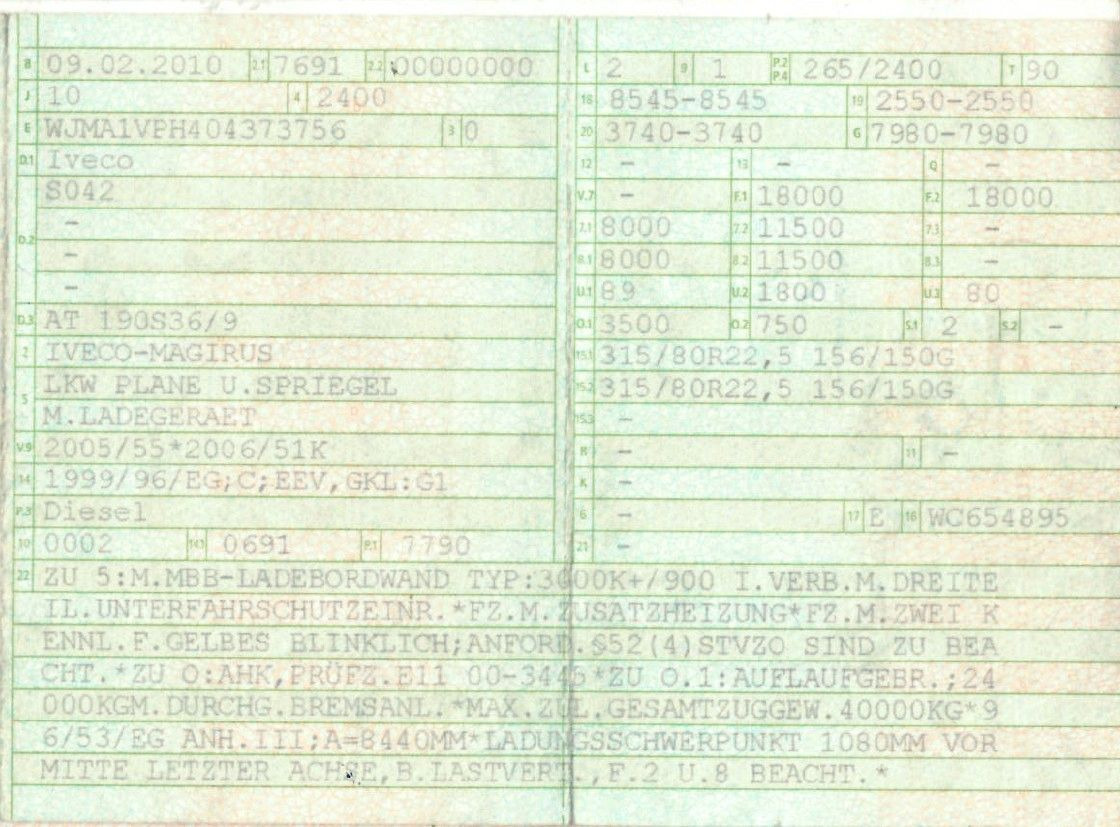 B 09.02.2010 2.1 7691 2.2 00000000
J 10 4 2400
E WJMA1VPH404373756 3 0
D.1 Iveco
S042
-
D.2
-
-
D.3 AT 190S36/9
2 IVECO-MAGIRUS
5 LKW PLANE U.SPRIEGEL
M.LADEGERAET
V.9 2005/55*2006/51K
14 1999/96/EG;C;EEV,GKL:G1
P.3 Diesel
10 0002 14.1 0691 P.1 7790
L 2 9 1 P.2 P.4 265/2400 T 90
18 8545-8545 19 2550-2550
20 3740-3740 G 7980-7980
12 - 13 - Q -
V.7 - F.1 18000 F.2 18000
7.1 8000 7.2 11500 7.3 -
8.1 8000 8.2 11500 8.3 -
U.1 89 U.2 1800 U.3 80
O.1 3500 O.2 750 S.1 2 S.2 -
15.1 315/80R22,5 156/150G
15.2 315/80R22,5 156/150G
15.3 -
R - 11 -
K -
6 - 17 E 16 WC654895
21 -
22 ZU 5:M.MBB-LADEBORDWAND TYP:3000K+/900 I.VERB.M.DREITE
IL.UNTERFAHRSCHUTZEINR.*FZ.M.ZUSATZHEIZUNG*FZ.M.ZWEI K
ENNL.F.GELBES BLINKLICH;ANFORD.§52(4)STVZO SIND ZU BEA
CHT.*ZU O:AHK,PRÜFZ.E11 00-3446*ZU O.1:AUFLAUFGEBR.;24
000KGM.DURCHG.BREMSANL.*MAX.ZUL.GESAMTZUGGEW.40000KG*9
6/53/EG ANH.III;A=8440MM*LADUNGSSCHWERPUNKT 1080MM VOR
MITTE LETZTER ACHSE,B.LASTVERT.,F.2 U.8 BEACHT.*